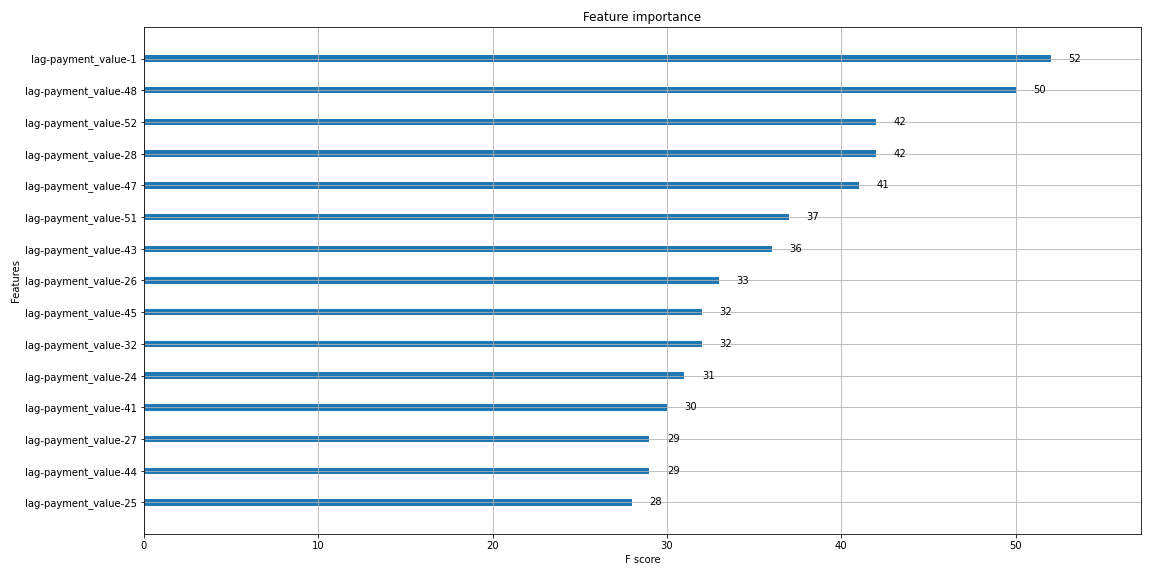 Feature importance
lag-payment_value-1 52
lag-payment_value-48 50
lag-payment_value-52 42
lag-payment_value-28 42
lag-payment_value-47 41
lag-payment_value-51 37
lag-payment_value-43 36
lag-payment_value-26 33
lag-payment_value-45 32
lag-payment_value-32 32
lag-payment_value-24 31
lag-payment_value-41 30
lag-payment_value-27 29
lag-payment_value-44 29
lag-payment_value-25 28
Features
0 10 20 30 40 50
F score